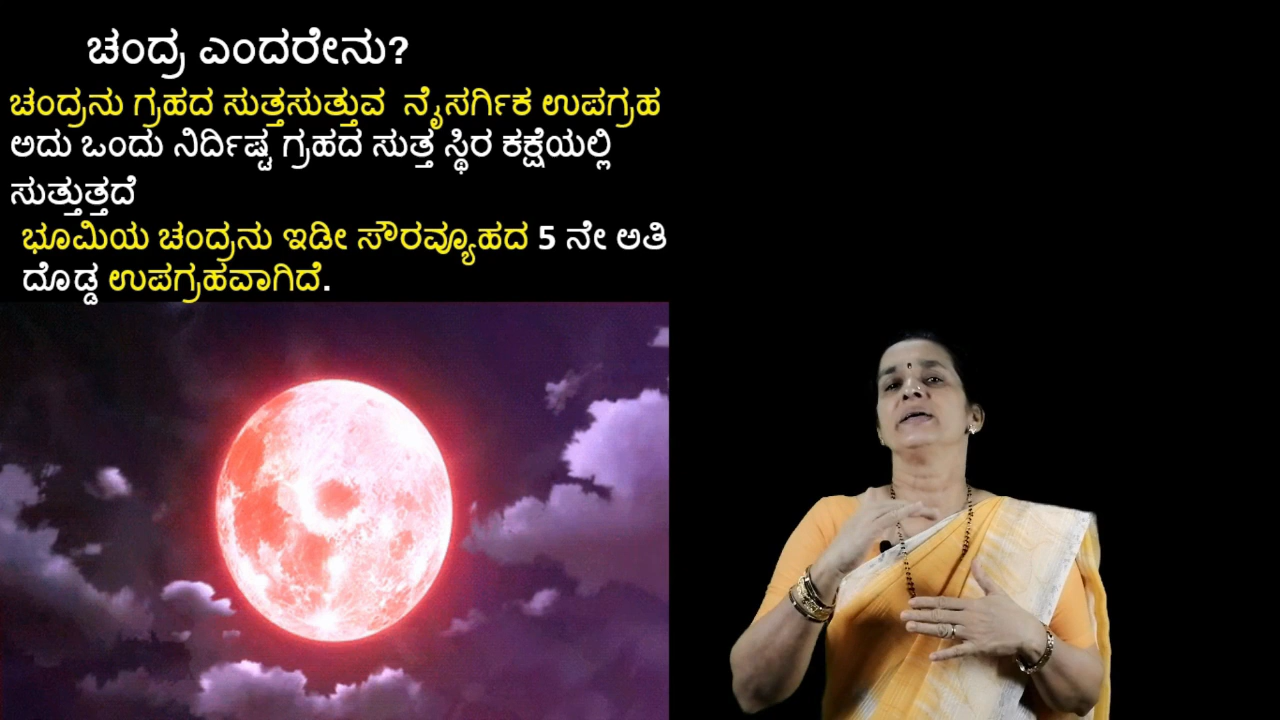 ಚಂದ್ರ ಎಂದರೇನು?
ಚಂದ್ರನು ಗ್ರಹದ ಸುತ್ತಸುತ್ತುವ ನೈಸರ್ಗಿಕ ಉಪಗ್ರಹ
ಅದು ಒಂದು ನಿರ್ದಿಷ್ಟ ಗ್ರಹದ ಸುತ್ತ ಸ್ಥಿರ ಕಕ್ಷೆಯಲ್ಲಿ
ಸುತ್ತುತ್ತದೆ
ಭೂಮಿಯ ಚಂದ್ರನು ಇಡೀ ಸೌರವ್ಯೂಹದ 5 ನೇ ಅತಿ
ದೊಡ್ಡ ಉಪಗ್ರಹವಾಗಿದೆ.